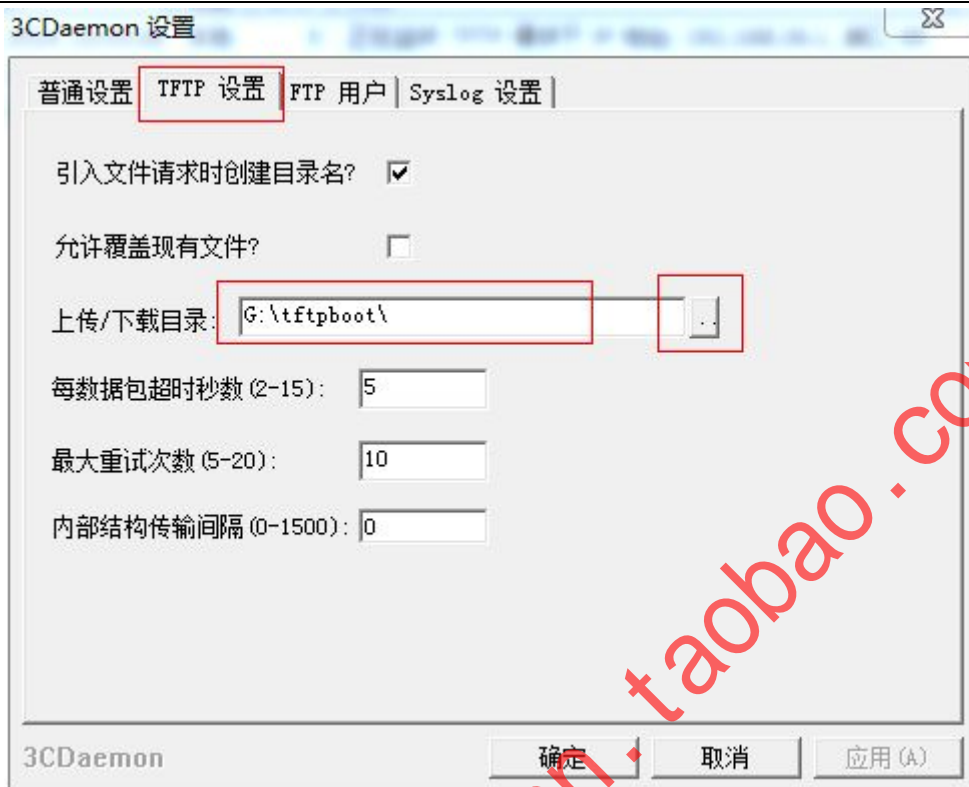 3CDaemon 设置
普通设置 TFTP 设置 FTP 用户 Syslog 设置
引入文件请求时创建目录名?
允许覆盖现有文件?
上传/下载目录: G:\tftpboot\ ..
每数据包超时秒数(2-15): 5
最大重试次数(5-20): 10
内部结构传输间隔(0-1500): 0
3CDaemon 确定 取消 应用(A)
n.taobao.co